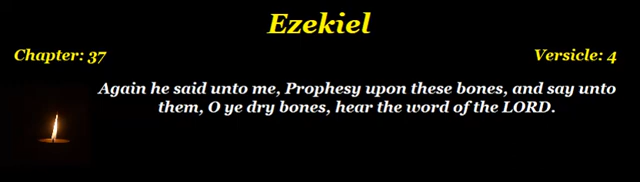 Ezekiel
Chapter: 37
Versicle: 4
Again he said unto me, Prophesy upon these bones, and say unto
them, O ye dry bones, hear the word of the LORD.